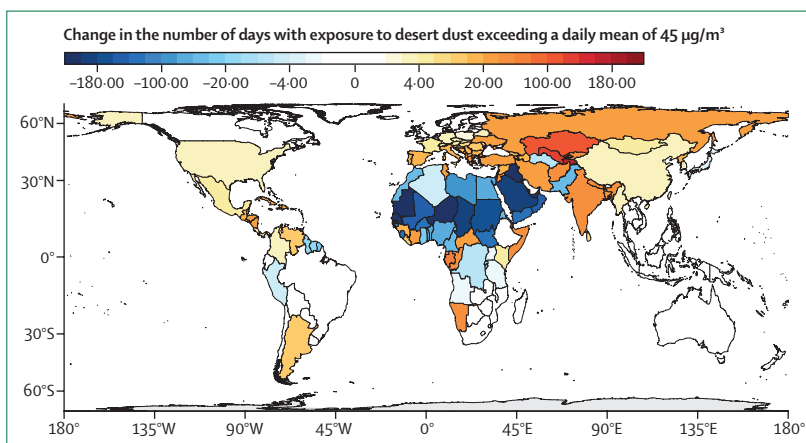 Change in the number of days with exposure to desert dust exceeding a daily mean of 45 µg/m³
–180·00 –100·00 –20·00 –4·00 0 4·00 20·00 100·00 180·00
60°N
30°N
0°
30°S
60°S
180° 135°W 90°W 45°W 0° 45°E 90°E 135°E 180°